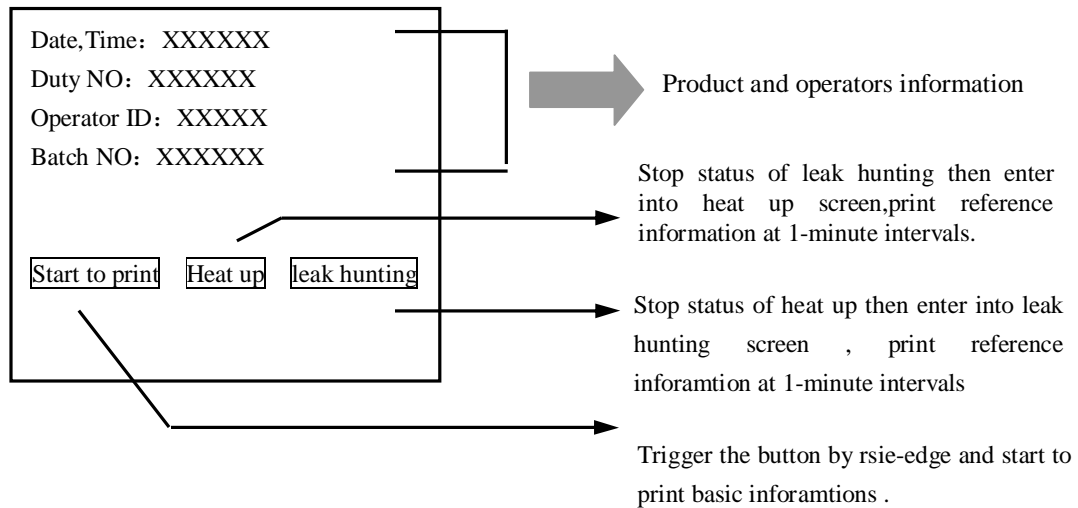 Date,Time：XXXXXX
Duty NO：XXXXXX
Operator ID：XXXXX
Batch NO：XXXXXX
Product and operators information
Stop status of leak hunting then enter
into heat up screen,print reference
information at 1-minute intervals.
Start to print Heat up leak hunting
Stop status of heat up then enter into leak
hunting screen , print reference
inforamtion at 1-minute intervals
Trigger the button by rsie-edge and start to
print basic inforamtions .